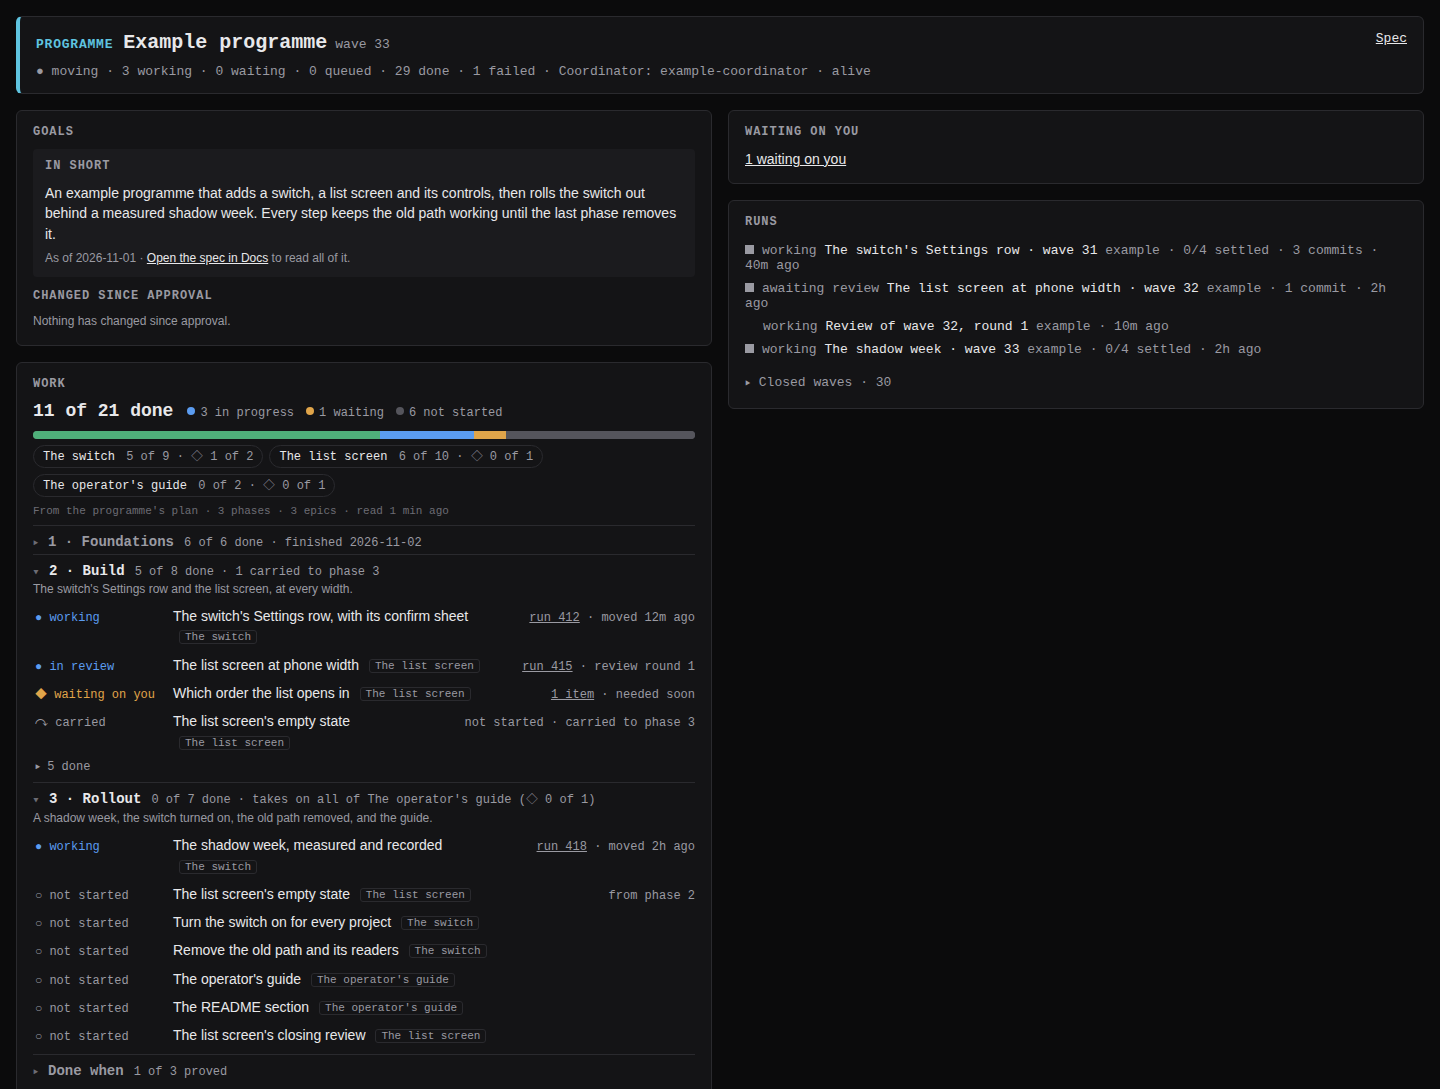 PROGRAMME Example programme wave 33
Spec
● moving · 3 working · 0 waiting · 0 queued · 29 done · 1 failed · Coordinator: example-coordinator · alive
GOALS
IN SHORT
An example programme that adds a switch, a list screen and its controls, then rolls the switch out
behind a measured shadow week. Every step keeps the old path working until the last phase removes
it.
As of 2026-11-01 · Open the spec in Docs to read all of it.
CHANGED SINCE APPROVAL
Nothing has changed since approval.
WORK
11 of 21 done ● 3 in progress ● 1 waiting ● 6 not started
The switch 5 of 9 · ◇ 1 of 2
The list screen 6 of 10 · ◇ 0 of 1
The operator's guide 0 of 2 · ◇ 0 of 1
From the programme's plan · 3 phases · 3 epics · read 1 min ago
▸ 1 · Foundations 6 of 6 done · finished 2026-11-02
▾ 2 · Build 5 of 8 done · 1 carried to phase 3
The switch's Settings row and the list screen, at every width.
● working The switch's Settings row, with its confirm sheet run 412 · moved 12m ago
The switch
● in review The list screen at phone width The list screen run 415 · review round 1
◆ waiting on you Which order the list opens in The list screen 1 item · needed soon
↷ carried The list screen's empty state not started · carried to phase 3
The list screen
▸ 5 done
▾ 3 · Rollout 0 of 7 done · takes on all of The operator's guide (◇ 0 of 1)
A shadow week, the switch turned on, the old path removed, and the guide.
● working The shadow week, measured and recorded run 418 · moved 2h ago
The switch
○ not started The list screen's empty state The list screen from phase 2
○ not started Turn the switch on for every project The switch
○ not started Remove the old path and its readers The switch
○ not started The operator's guide The operator's guide
○ not started The README section The operator's guide
○ not started The list screen's closing review The list screen
▸ Done when 1 of 3 proved
WAITING ON YOU
1 waiting on you
RUNS
■ working The switch's Settings row · wave 31 example · 0/4 settled · 3 commits ·
40m ago
■ awaiting review The list screen at phone width · wave 32 example · 1 commit · 2h
ago
working Review of wave 32, round 1 example · 10m ago
■ working The shadow week · wave 33 example · 0/4 settled · 2h ago
▸ Closed waves · 30